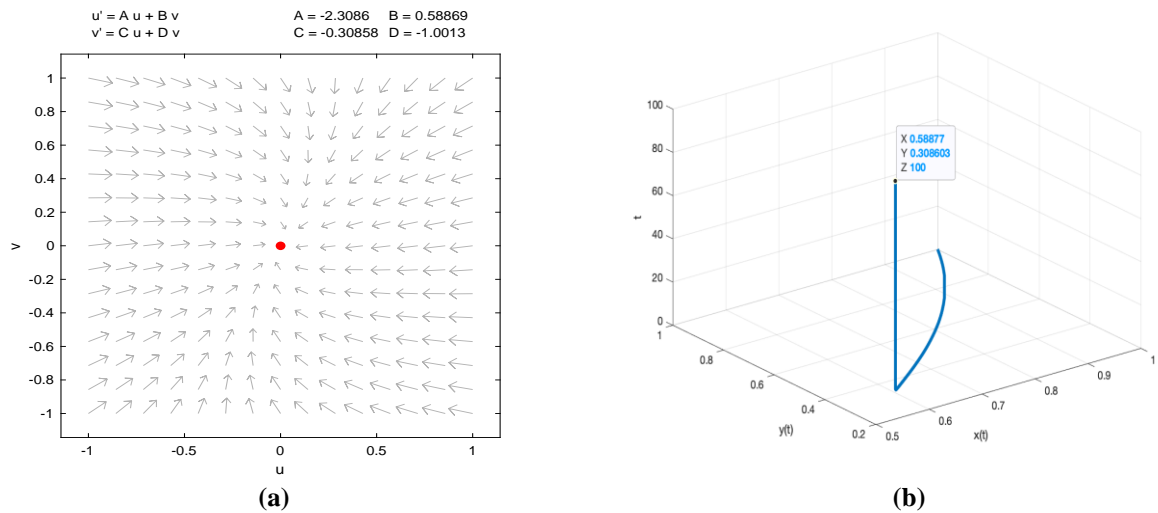 u' = A u + B v
v' = C u + D v
A = -2.3086 B = 0.58869
C = -0.30858 D = -1.0013
1
0.8
0.6
0.4
0.2
0
-0.2
-0.4
-0.6
-0.8
-1
v
-1 -0.5 0 0.5 1
u
(a)
100
80
60
40
20
0
t
X 0.58877
Y 0.308603
Z 100
1
0.8
0.6
0.4
0.2
y(t)
0.5
0.6
0.7
0.8
0.9
1
x(t)
(b)